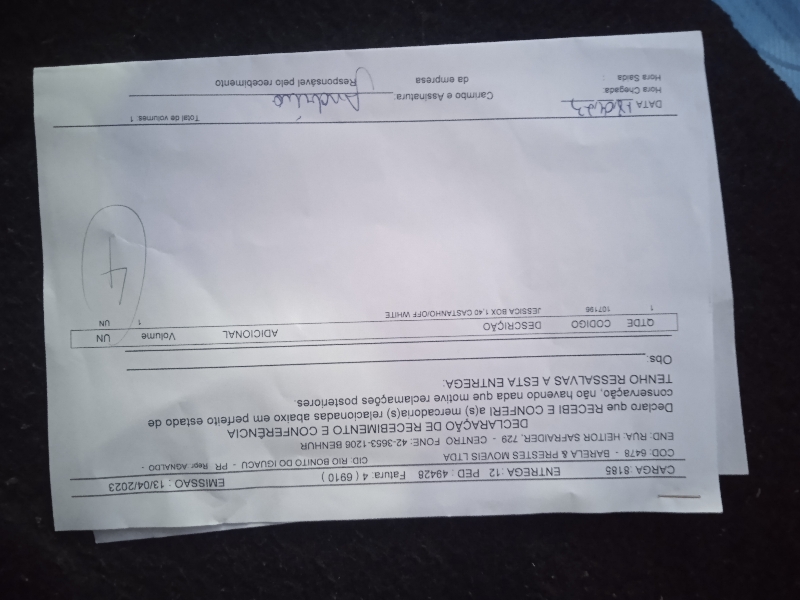 CARGA: 8185 ENTREGA: 12 PED: 49428 Fatura: 4 ( 6910 ) EMISSAO : 13/04/2023
COD: 6478 - BARELA & PRESTES MOVEIS LTDA CID: RIO BONITO DO IGUACU - PR Repr: AGNALDO -
END: RUA: HEITOR SAFRAIDER, 729 - CENTRO FONE: 42-3653-1206 BENHUR
DECLARAÇÃO DE RECEBIMENTO E CONFERÊNCIA
Declaro que RECEBI E CONFERI a(s) mercadoria(s) relacionadas abaixo em perfeito estado de
conservação, não havendo nada que motive reclamações posteriores.
TENHO RESSALVAS A ESTA ENTREGA:
Obs:
QTDE CODIGO DESCRIÇÃO ADICIONAL Volume UN
1 107196 JESSICA BOX 1,40 CASTANHO/OFF WHITE 1 UN
4
Total de volumes: 1
DATA
Hora Chegada:
Hora Saida :
Carimbo e Assinatura:
da empresa
Responsável pelo recebimento